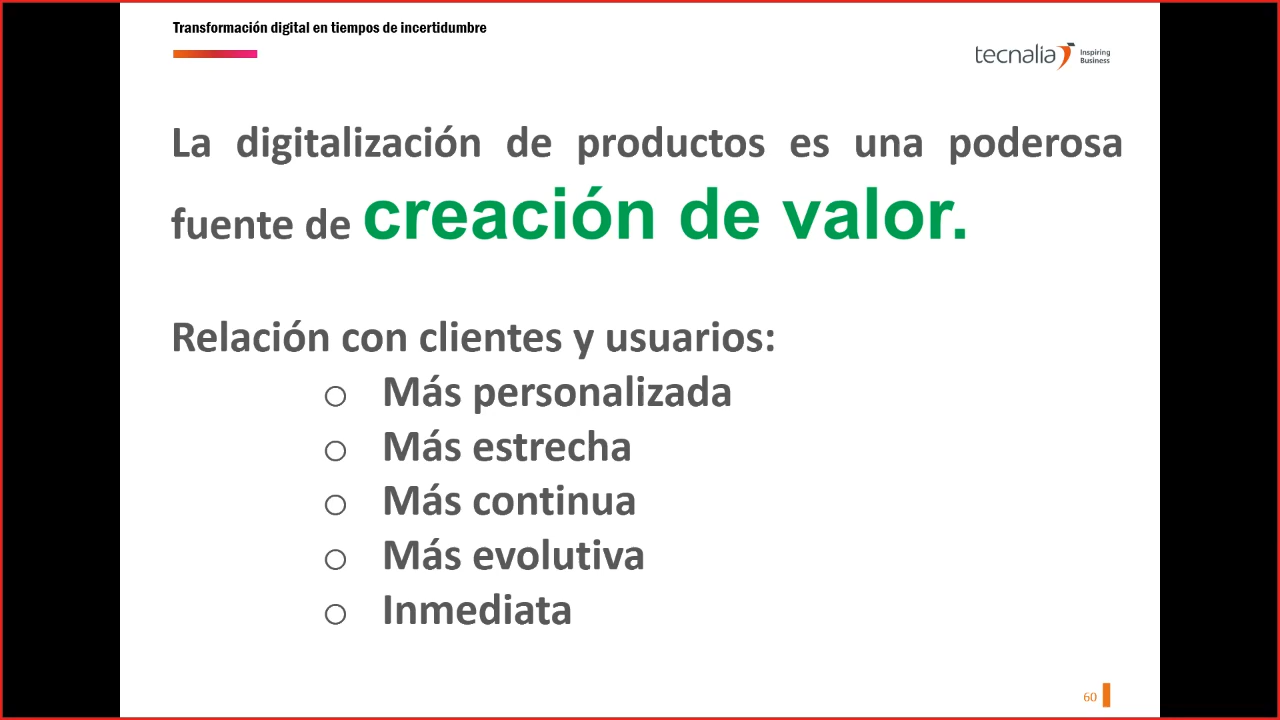 Transformación digital en tiempos de incertidumbre
tecnalia Inspiring
Business
La digitalización de productos es una poderosa
fuente de creación de valor.
Relación con clientes y usuarios:
o Más personalizada
o Más estrecha
o Más continua
o Más evolutiva
o Inmediata
60